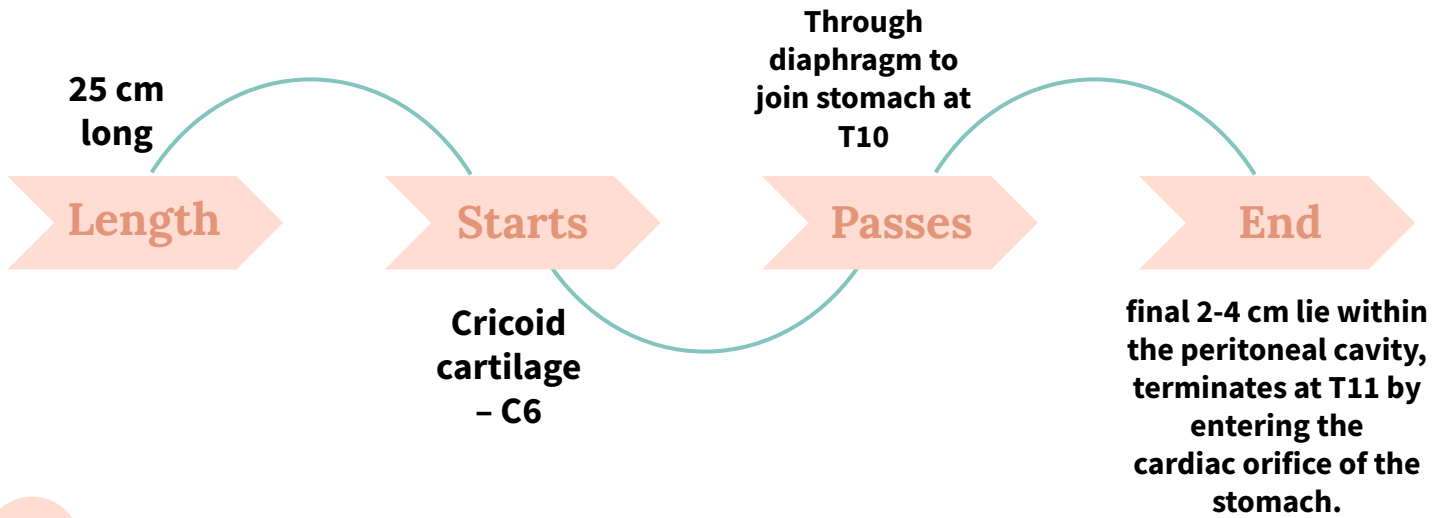 25 cm
long
Length
Starts
Cricoid
cartilage
– C6
Through
diaphragm to
join stomach at
T10
Passes
End
final 2-4 cm lie within
the peritoneal cavity,
terminates at T11 by
entering the
cardiac orifice of the
stomach.